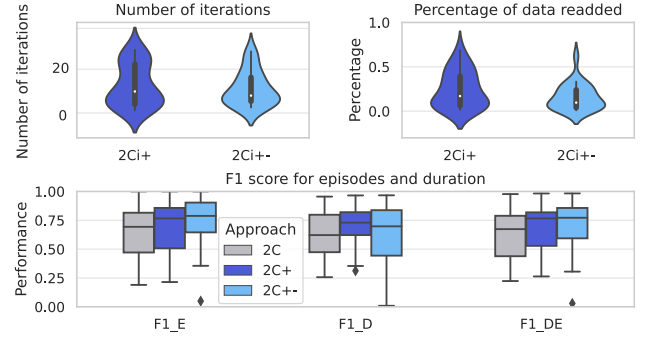 Number of iterations
Number of iterations
20
0
2Ci+
2Ci+-
Percentage of data readded
Percentage
1.0
0.5
0.0
2Ci+
2Ci+-
F1 score for episodes and duration
Performance
1.00
0.75
0.50
0.25
0.00
Approach
2C
2C+
2C+-
F1_E
F1_D
F1_DE